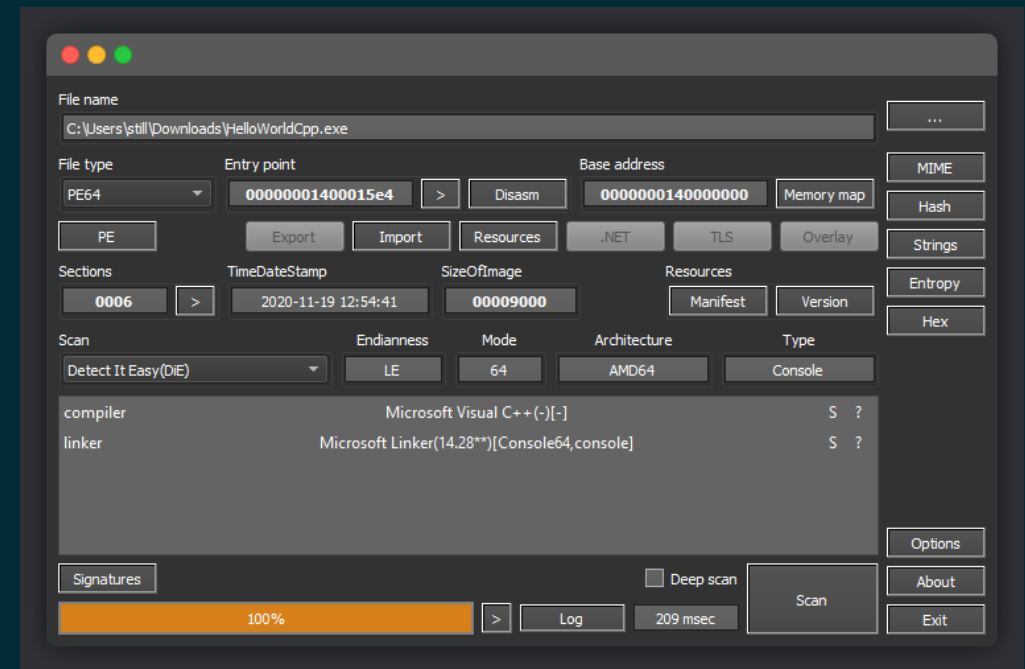 File name
C:\Users\still\Downloads\HelloWorldCpp.exe
...
File type
Entry point
Base address
PE64
00000001400015e4
>
Disasm
0000000140000000
Memory map
MIME
Hash
PE
Export
Import
Resources
.NET
TLS
Overlay
Strings
Sections
TimeDateStamp
SizeOfImage
Resources
Entropy
0006
>
2020-11-19 12:54:41
00009000
Manifest
Version
Hex
Scan
Endianness
Mode
Architecture
Type
Detect It Easy(DiE)
LE
64
AMD64
Console
compiler Microsoft Visual C++(-)[-] S ?
linker Microsoft Linker(14.28**)[Console64,console] S ?
Options
Signatures
Deep scan
Scan
About
100%
>
Log
209 msec
Exit